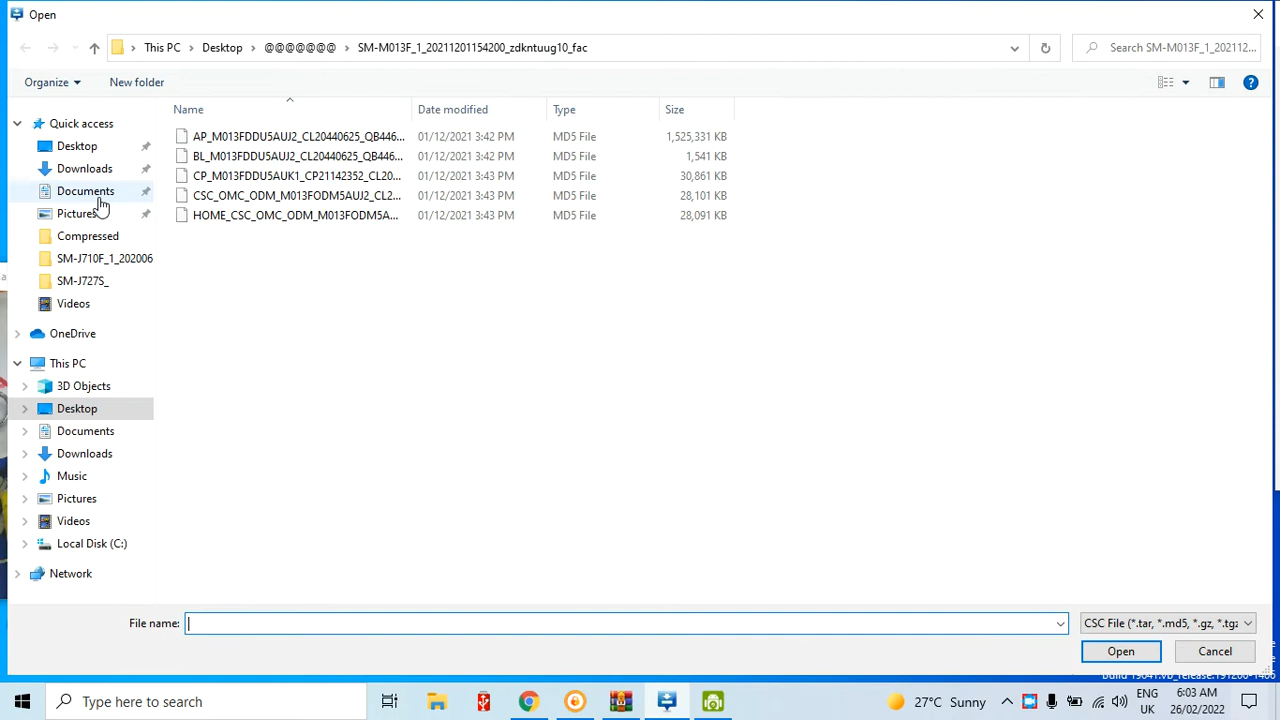 Open
This PC > Desktop > @@@@@@@ > SM-M013F_1_20211201154200_zdkntuug10_fac
Search SM-M013F_1_202112...
Organize
New folder
Name
Date modified
Type
Size
AP_M013FDDU5AUJ2_CL20440625_QB446... 01/12/2021 3:42 PM MD5 File 1,525,331 KB
BL_M013FDDU5AUJ2_CL20440625_QB446... 01/12/2021 3:42 PM MD5 File 1,541 KB
CP_M013FDDU5AUK1_CP21142352_CL20... 01/12/2021 3:43 PM MD5 File 30,861 KB
CSC_OMC_ODM_M013FODM5AUJ2_CL2... 01/12/2021 3:43 PM MD5 File 28,101 KB
HOME_CSC_OMC_ODM_M013FODM5A... 01/12/2021 3:43 PM MD5 File 28,091 KB
Quick access
Desktop
Downloads
Documents
Pictures
Compressed
SM-J710F_1_202006
SM-J727S_
Videos
OneDrive
This PC
3D Objects
Desktop
Documents
Downloads
Music
Pictures
Videos
Local Disk (C:)
Network
File name:
CSC File (*.tar, *.md5, *.gz, *.tgz
Open
Cancel
Type here to search
27°C Sunny
ENG
UK
6:03 AM
26/02/2022